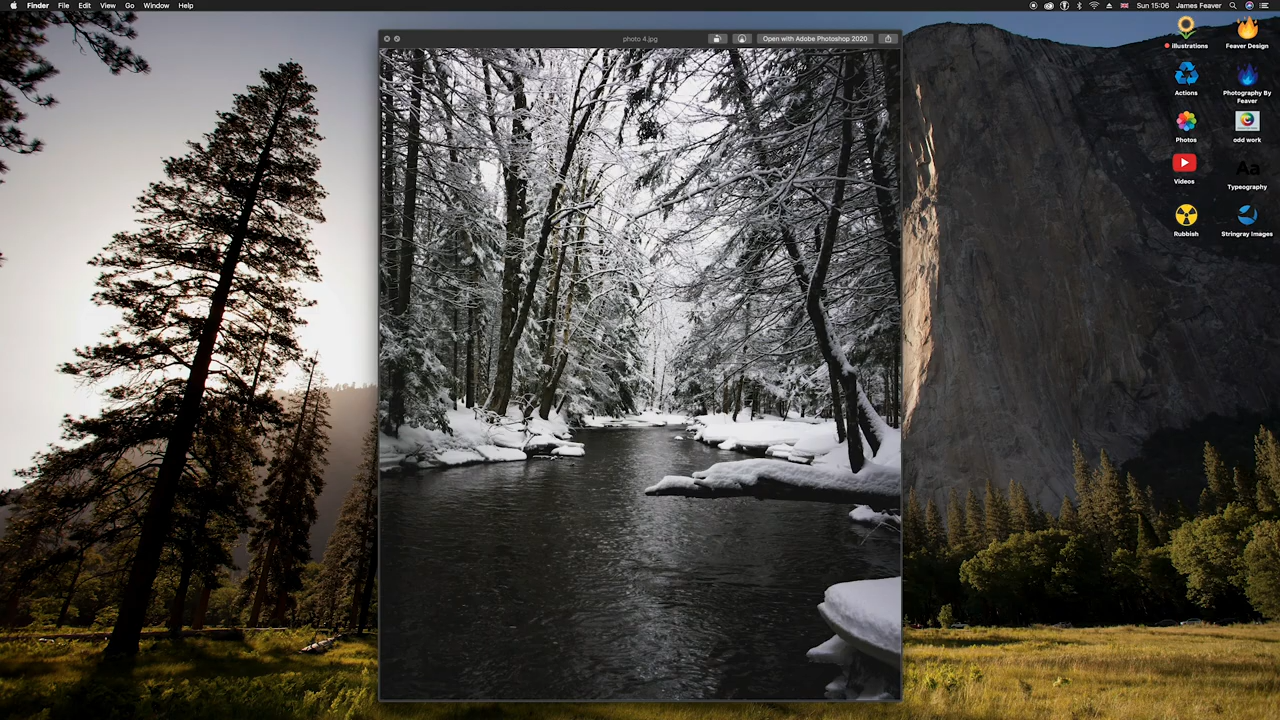 Finder File Edit View Go Window Help
Sun 15:06 James Feaver
photo 4.jpg
Open with Adobe Photoshop 2020
illustrations
Feaver Design
Actions
Photography By
Feaver
Photos
odd work
Videos
Aa
Typeography
Rubbish
Stringray Images